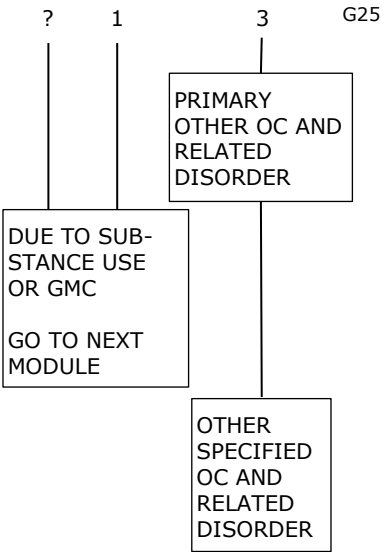 ? 1 3 G25
PRIMARY
OTHER OC AND
RELATED
DISORDER
DUE TO SUB-
STANCE USE
OR GMC
GO TO NEXT
MODULE
OTHER
SPECIFIED
OC AND
RELATED
DISORDER